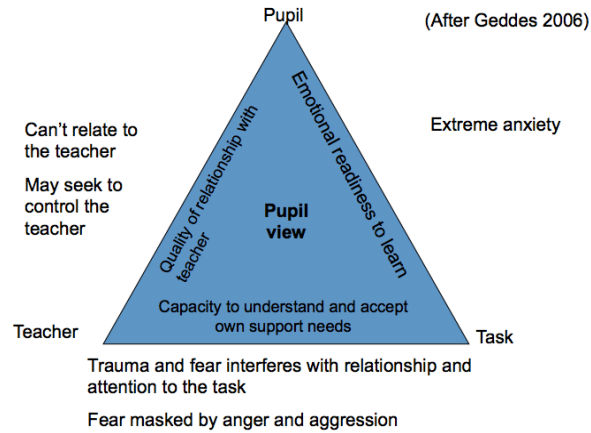 Pupil
(After Geddes 2006)
Can't relate to
the teacher
May seek to
control the
teacher
Quality of relationship with
teacher
Emotional readiness to learn
Extreme anxiety
Pupil
view
Capacity to understand and accept
own support needs
Teacher
Task
Trauma and fear interferes with relationship and
attention to the task
Fear masked by anger and aggression